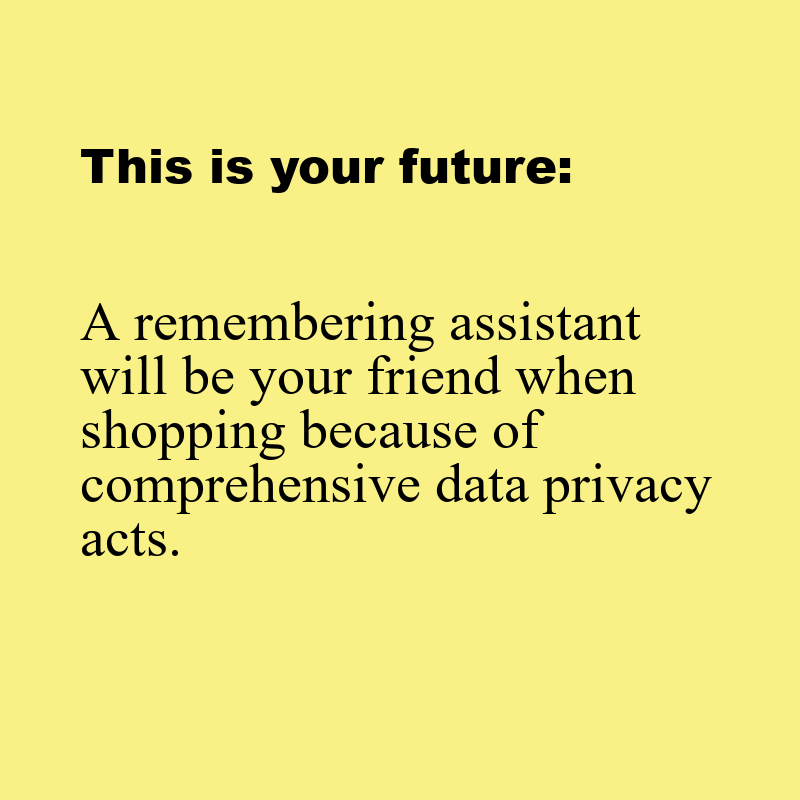 This is your future:
A remembering assistant
will be your friend when
shopping because of
comprehensive data privacy
acts.